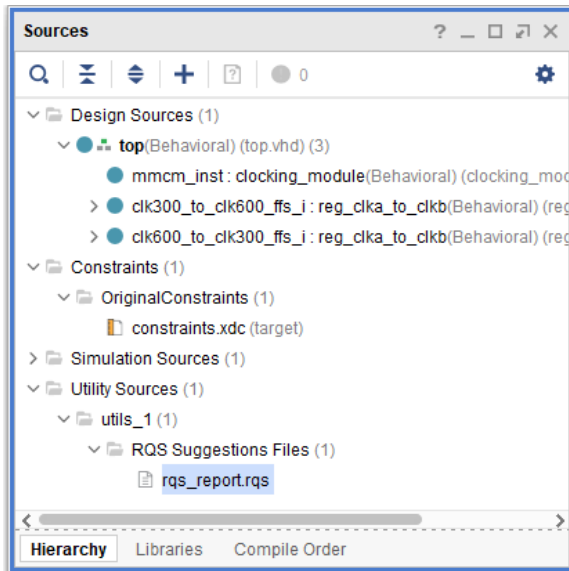 Sources
0
Design Sources (1)
top(Behavioral) (top.vhd) (3)
mmcm_inst : clocking_module(Behavioral) (clocking_mod
clk300_to_clk600_ffs_i : reg_clka_to_clkb(Behavioral) (reg
clk600_to_clk300_ffs_i : reg_clka_to_clkb(Behavioral) (reg
Constraints (1)
OriginalConstraints (1)
constraints.xdc (target)
Simulation Sources (1)
Utility Sources (1)
utils_1 (1)
RQS Suggestions Files (1)
rqs_report.rqs
Hierarchy Libraries Compile Order